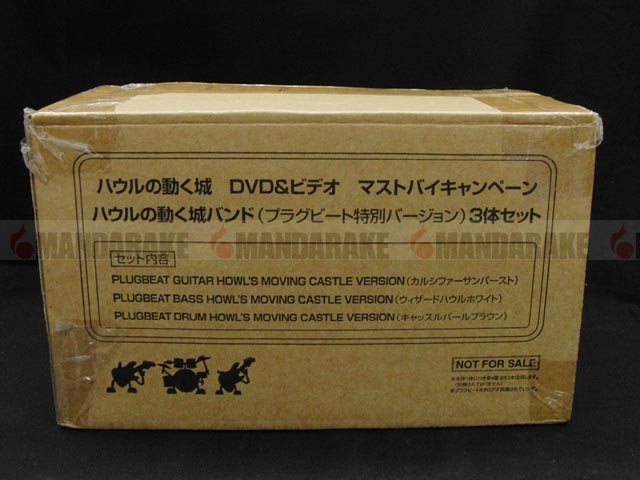 ハウルの動く城 DVD&ビデオ マストバイキャンペーン
ハウルの動く城バンド(プラグビート特別バージョン)3体セット
MANDARAKE MANDARAKE MANDARAKE
セット内容
PLUGBEAT GUITAR HOWL'S MOVING CASTLE VERSION(カルシファーサンバースト)
PLUGBEAT BASS HOWL'S MOVING CASTLE VERSION(ウィザードハウルホワイト)
PLUGBEAT DRUM HOWL'S MOVING CASTLE VERSION(キャッスルパールブラウン)
NOT FOR SALE